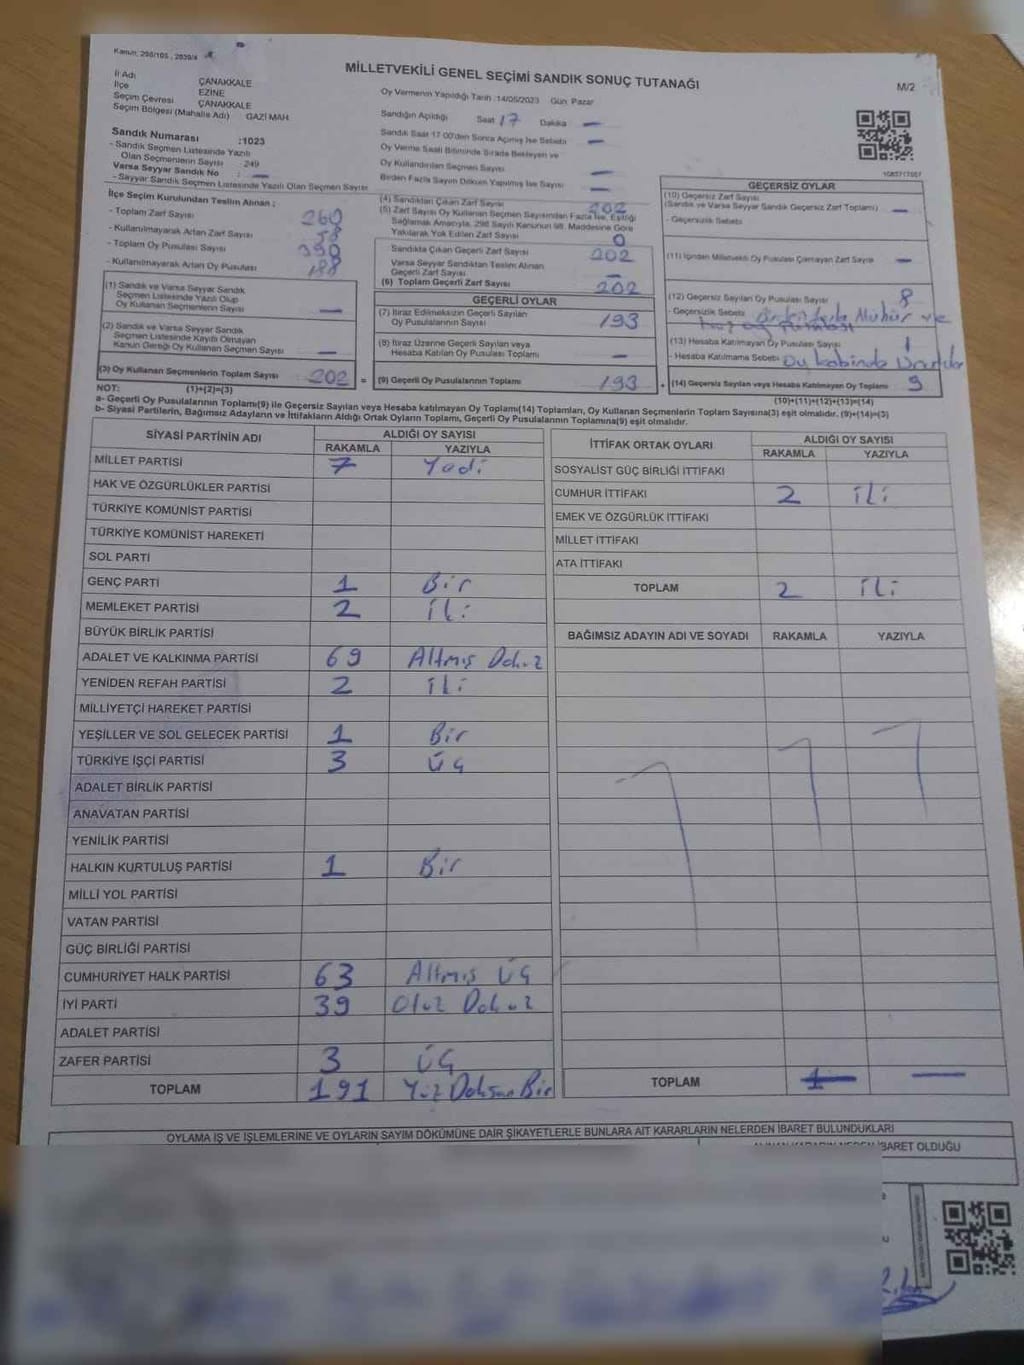 Kanun: 298/105 , 2839/4
MİLLETVEKİLİ GENEL SEÇİMİ SANDIK SONUÇ TUTANAĞI
M/2
İl Adı ÇANAKKALE
İlçe EZİNE
Seçim Çevresi ÇANAKKALE
Seçim Bölgesi (Mahalle Adı) GAZİ MAH.
Oy Vermenin Yapıldığı Tarih :14/05/2023 Gün: Pazar
Sandığın Açıldığı Saat 17 Dakika —
Sandık Saat 17:00'den Sonra Açılmış İse Sebebi —
Oy Verme Saati Bitiminde Sırada Bekleyen ve
Oy Kullandırılan Seçmen Sayısı —
Birden Fazla Sayım Döküm Yapılmış İse Sayısı —
Sandık Numarası :1023
- Sandık Seçmen Listesinde Yazılı
Olan Seçmenlerin Sayısı : 249
Varsa Seyyar Sandık No : —
- Seyyar Sandık Seçmen Listesinde Yazılı Olan Seçmen Sayısı
İlçe Seçim Kurulundan Teslim Alınan ;
- Toplam Zarf Sayısı 260
- Kullanılmayarak Artan Zarf Sayısı 58
- Toplam Oy Pusulası Sayısı 390
- Kullanılmayarak Artan Oy Pusulası 188
(1) Sandık ve Varsa Seyyar Sandık
Seçmen Listesinde Yazılı Olup
Oy Kullanan Seçmenlerin Sayısı —
(2) Sandık ve Varsa Seyyar Sandık
Seçmen Listesinde Kayıtlı Olmayan
Kanun Gereği Oy Kullanan Seçmen Sayısı —
(3) Oy Kullanan Seçmenlerin Toplam Sayısı 202
(4) Sandıktan Çıkan Zarf Sayısı 202
(5) Zarf Sayısı Oy Kullanan Seçmen Sayısından Fazla İse, Eşitliği
Sağlamak Amacıyla, 298 Sayılı Kanunun 98. Maddesine Göre
Yakılarak Yok Edilen Zarf Sayısı 0
Sandıkta Çıkan Geçerli Zarf Sayısı 202
Varsa Seyyar Sandıktan Teslim Alınan
Geçerli Zarf Sayısı —
(6) Toplam Geçerli Zarf Sayısı 202
GEÇERLİ OYLAR
(7) İtiraz Edilmeksizin Geçerli Sayılan
Oy Pusulalarının Sayısı 193
(8) İtiraz Üzerine Geçerli Sayılan veya
Hesaba Katılan Oy Pusulası Toplamı —
= (9) Geçerli Oy Pusulalarının Toplamı 193
1083717057
GEÇERSİZ OYLAR
(10) Geçersiz Zarf Sayısı
(Sandık ve Varsa Seyyar Sandık Geçersiz Zarf Toplamı) —
- Geçersizlik Sebebi
(11) İçinden Milletvekili Oy Pusulası Çıkmayan Zarf Sayısı —
(12) Geçersiz Sayılan Oy Pusulası Sayısı 8
- Geçersizlik Sebebi
(13) Hesaba Katılmayan Oy Pusulası Sayısı 1
- Hesaba Katılmama Sebebi Oy kabinde
+ (14) Geçersiz Sayılan veya Hesaba Katılmayan Oy Toplamı 9
NOT: (1)+(2)=(3)
(10)+(11)+(12)+(13)=(14)
a- Geçerli Oy Pusulaları Toplamı(9) ile Geçersiz Sayılan veya Hesaba katılmayan Oy Toplamı(14) Toplamları, Oy Kullanan Seçmenlerin Toplam Sayısına(3) eşit olmalıdır. (9)+(14)=(3)
b- Siyasi Partilerin, Bağımsız Adayların ve İttifakların Aldığı Ortak Oyların Toplamı, Geçerli Oy Pusulalarının Toplamına(9) eşit olmalıdır.
SİYASİ PARTİNİN ADI ALDIĞI OY SAYISI
RAKAMLA YAZIYLA
MİLLET PARTİSİ 7 Yedi
HAK VE ÖZGÜRLÜKLER PARTİSİ
TÜRKİYE KOMÜNİST PARTİSİ
TÜRKİYE KOMÜNİST HAREKETİ
SOL PARTİ
GENÇ PARTİ 1 Bir
MEMLEKET PARTİSİ 2 İki
BÜYÜK BİRLİK PARTİSİ
ADALET VE KALKINMA PARTİSİ 69 Altmış Dokuz
YENİDEN REFAH PARTİSİ 2 İki
MİLLİYETÇİ HAREKET PARTİSİ
YEŞİLLER VE SOL GELECEK PARTİSİ 1 Bir
TÜRKİYE İŞÇİ PARTİSİ 3 Üç
ADALET BİRLİK PARTİSİ
ANAVATAN PARTİSİ
YENİLİK PARTİSİ
HALKIN KURTULUŞ PARTİSİ 1 Bir
MİLLİ YOL PARTİSİ
VATAN PARTİSİ
GÜÇ BİRLİĞİ PARTİSİ
CUMHURİYET HALK PARTİSİ 63 Altmış Üç
İYİ PARTİ 39 Otuz Dokuz
ADALET PARTİSİ
ZAFER PARTİSİ 3 Üç
TOPLAM 191 Yüz Doksan Bir
İTTİFAK ORTAK OYLARI ALDIĞI OY SAYISI
RAKAMLA YAZIYLA
SOSYALİST GÜÇ BİRLİĞİ İTTİFAKI
CUMHUR İTTİFAKI 2 İki
EMEK VE ÖZGÜRLÜK İTTİFAKI
MİLLET İTTİFAKI
ATA İTTİFAKI
TOPLAM 2 İki
BAĞIMSIZ ADAYIN ADI VE SOYADI RAKAMLA YAZIYLA
TOPLAM — —
OYLAMA İŞ VE İŞLEMLERİNE VE OYLARIN SAYIM DÖKÜMÜNE DAİR ŞİKAYETLERLE BUNLARA AİT KARARLARIN NELERDEN İBARET BULUNDUKLARI
İBARET OLDUĞU